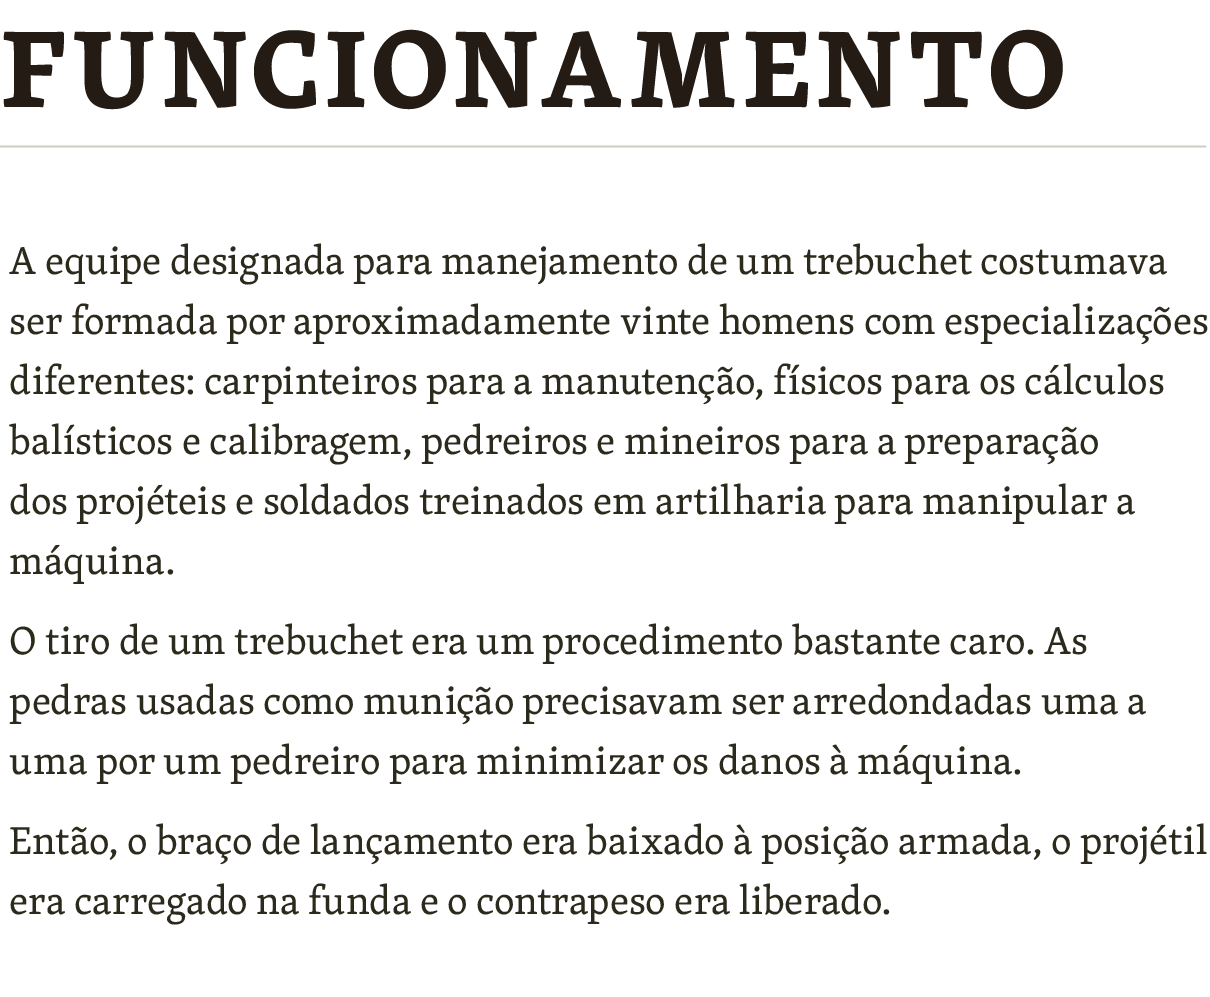 FUNCIONAMENTO
A equipe designada para manejamento de um trebuchet costumava
ser formada por aproximadamente vinte homens com especializações
diferentes: carpinteiros para a manutenção, físicos para os cálculos
balísticos e calibragem, pedreiros e mineiros para a preparação
dos projéteis e soldados treinados em artilharia para manipular a
máquina.
O tiro de um trebuchet era um procedimento bastante caro. As
pedras usadas como munição precisavam ser arredondadas uma a
uma por um pedreiro para minimizar os danos à máquina.
Então, o braço de lançamento era baixado à posição armada, o projétil
era carregado na funda e o contrapeso era liberado.